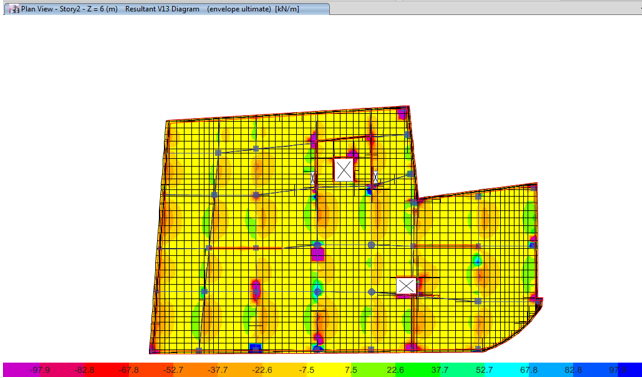 Plan View - Story2 - Z = 6 (m)   Resultant V13 Diagram   (envelope ultimate)  [kN/m]
-97.9 -82.8 -67.8 -52.7 -37.7 -22.6 -7.5 7.5 22.6 37.7 52.7 67.8 82.8